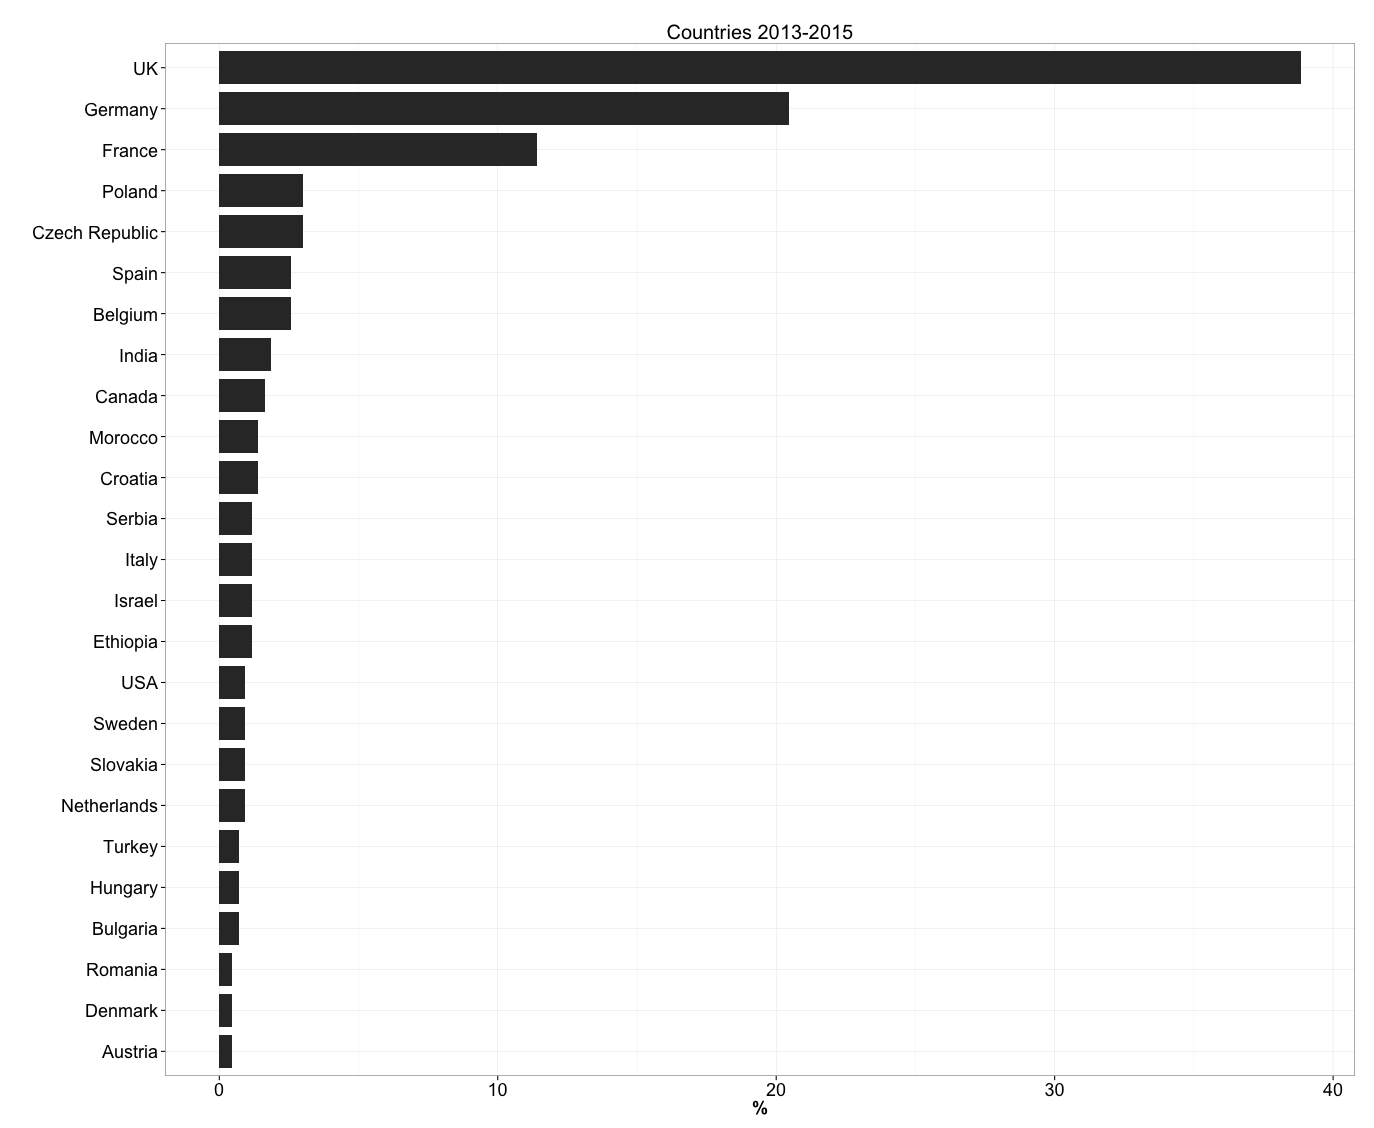 Countries 2013-2015
UK
Germany
France
Poland
Czech Republic
Spain
Belgium
India
Canada
Morocco
Croatia
Serbia
Italy
Israel
Ethiopia
USA
Sweden
Slovakia
Netherlands
Turkey
Hungary
Bulgaria
Romania
Denmark
Austria
0 10 20 30 40
%